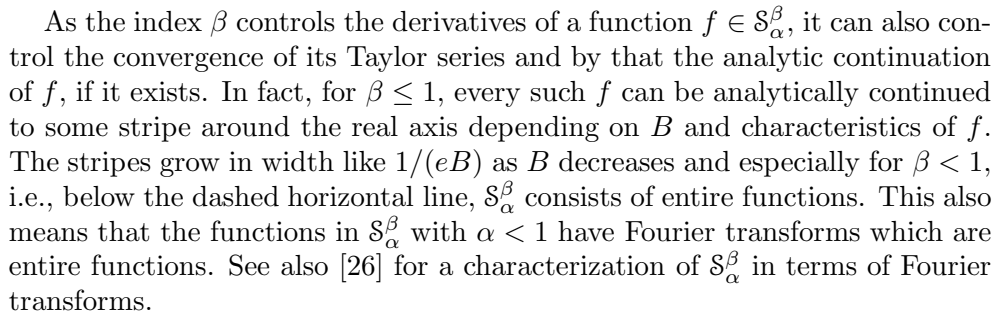 As the index β controls the derivatives of a function f ∈ 𝒮_α^β, it can also con-
trol the convergence of its Taylor series and by that the analytic continuation
of f, if it exists. In fact, for β ≤ 1, every such f can be analytically continued
to some stripe around the real axis depending on B and characteristics of f.
The stripes grow in width like 1/(eB) as B decreases and especially for β < 1,
i.e., below the dashed horizontal line, 𝒮_α^β consists of entire functions. This also
means that the functions in 𝒮_α^β with α < 1 have Fourier transforms which are
entire functions. See also [26] for a characterization of 𝒮_α^β in terms of Fourier
transforms.